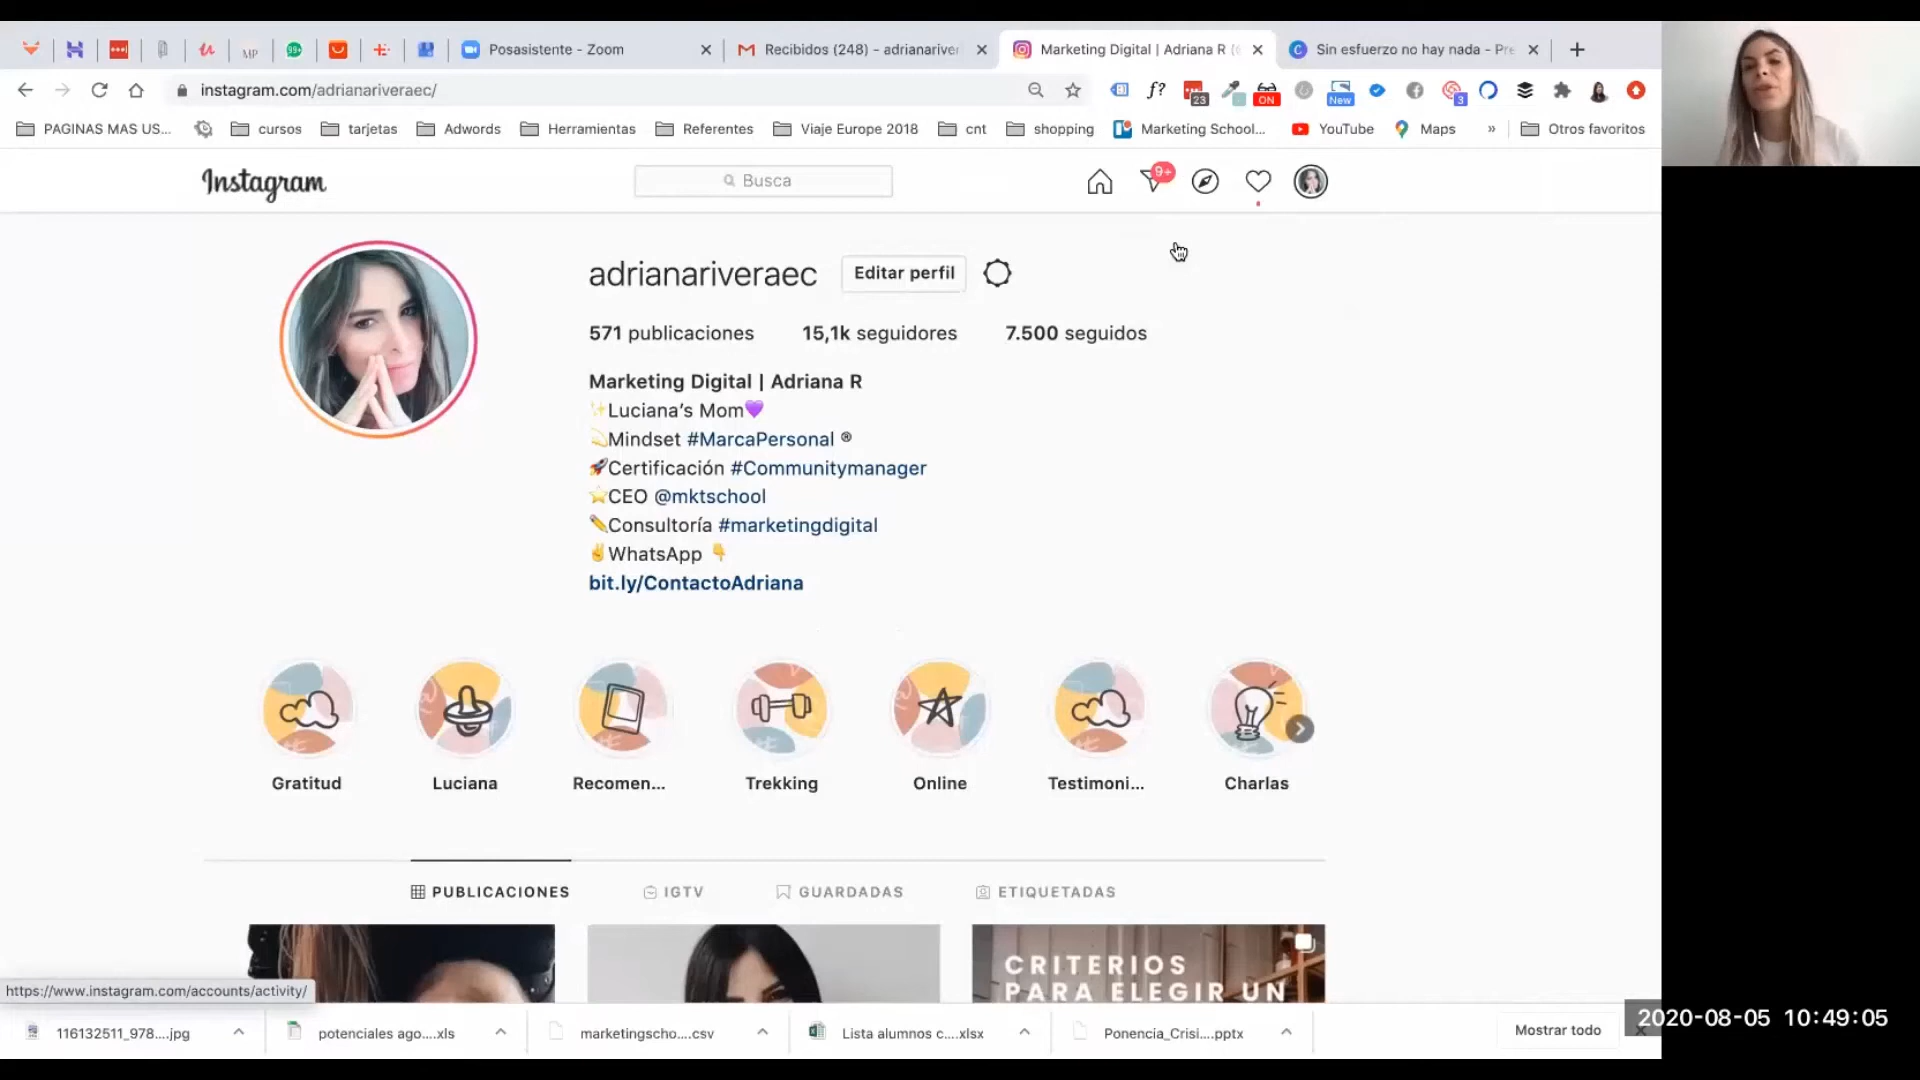 Posasistente - Zoom
Recibidos (248) - adrianariver
Marketing Digital | Adriana R (
Sin esfuerzo no hay nada - Pre
instagram.com/adrianariveraec/
f?
23
ON
New
3
PAGINAS MAS US...
cursos
tarjetas
Adwords
Herramientas
Referentes
Viaje Europe 2018
cnt
shopping
Marketing School...
YouTube
Maps
»
Otros favoritos
Instagram
Busca
9+
adrianariveraec
Editar perfil
571 publicaciones
15,1k seguidores
7.500 seguidos
Marketing Digital | Adriana R
✨Luciana's Mom💜
💫Mindset #MarcaPersonal ®
🚀Certificación #Communitymanager
⭐CEO @mktschool
✏️Consultoría #marketingdigital
✌️WhatsApp 👇
bit.ly/ContactoAdriana
Gratitud
Luciana
Recomen...
Trekking
Online
Testimoni...
Charlas
PUBLICACIONES
IGTV
GUARDADAS
ETIQUETADAS
CRITERIOS
PARA ELEGIR UN
https://www.instagram.com/accounts/activity/
116132511_978....jpg
potenciales ago....xls
marketingscho....csv
Lista alumnos c....xlsx
Ponencia_Crisi....pptx
Mostrar todo
2020-08-05 10:49:05